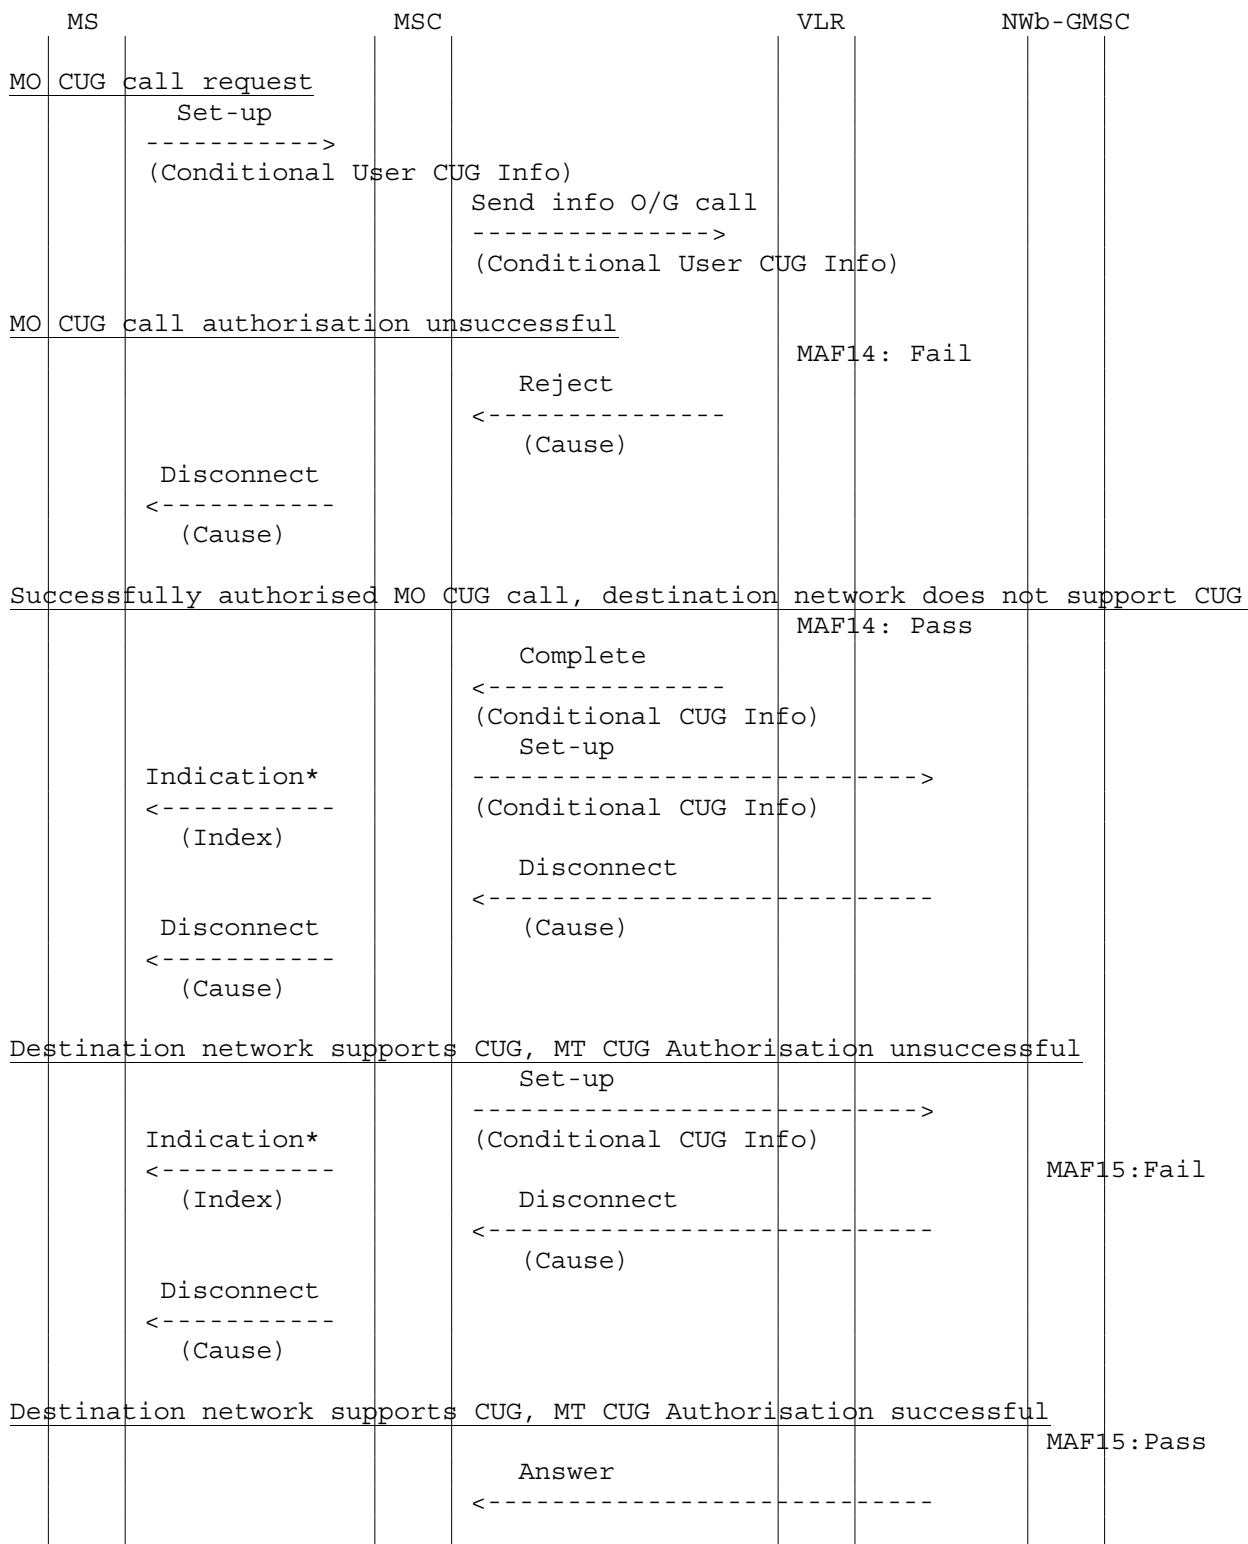 MS MSC VLR NWb-GMSC
MO CUG call request
Set-up
----------->
(Conditional User CUG Info)
Send info O/G call
--------------->
(Conditional User CUG Info)
MO CUG call authorisation unsuccessful
MAF14: Fail
Reject
<---------------
(Cause)
Disconnect
<-----------
(Cause)
Successfully authorised MO CUG call, destination network does not support CUG
MAF14: Pass
Complete
<---------------
(Conditional CUG Info)
Set-up
Indication* ---------------------------->
<----------- (Conditional CUG Info)
(Index)
Disconnect
<----------------------------
Disconnect (Cause)
<-----------
(Cause)
Destination network supports CUG, MT CUG Authorisation unsuccessful
Set-up
---------------------------->
Indication* (Conditional CUG Info)
<----------- MAF15:Fail
(Index) Disconnect
<----------------------------
(Cause)
Disconnect
<-----------
(Cause)
Destination network supports CUG, MT CUG Authorisation successful
MAF15:Pass
Answer
<----------------------------